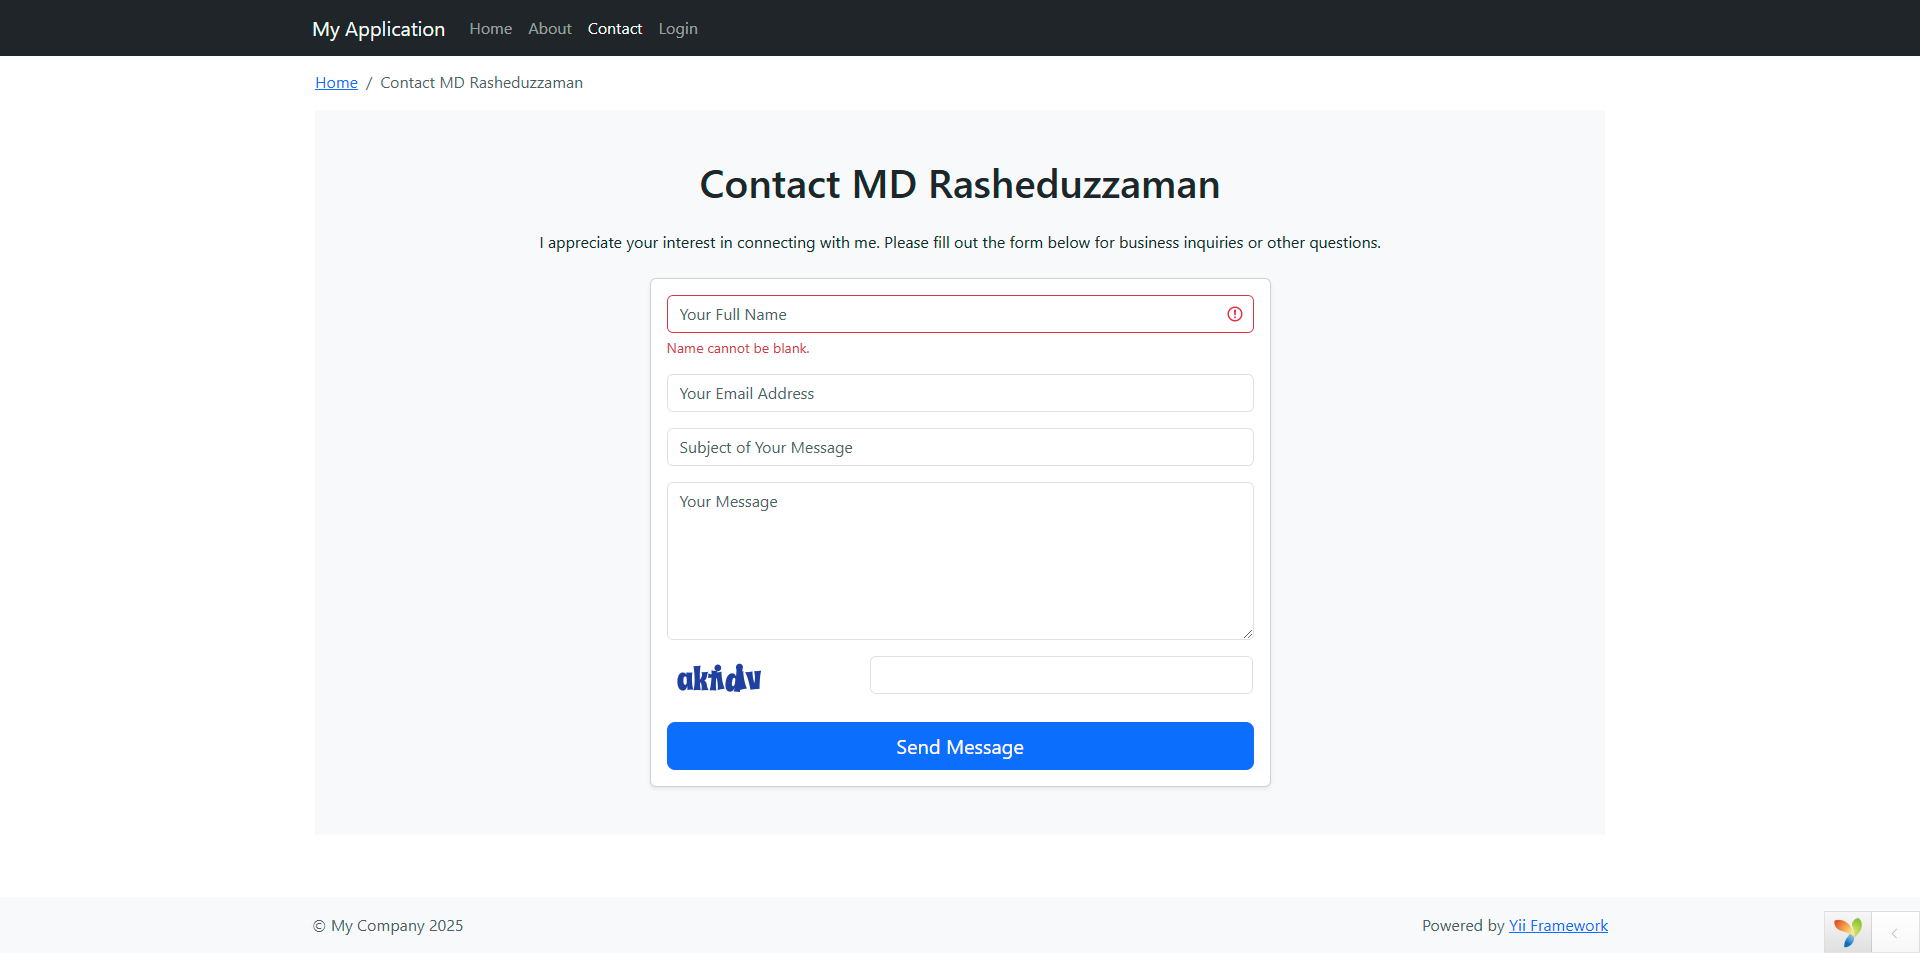 My Application Home About Contact Login
Home / Contact MD Rasheduzzaman
Contact MD Rasheduzzaman
I appreciate your interest in connecting with me. Please fill out the form below for business inquiries or other questions.
Your Full Name
Name cannot be blank.
Your Email Address
Subject of Your Message
Your Message
Send Message
© My Company 2025
Powered by Yii Framework